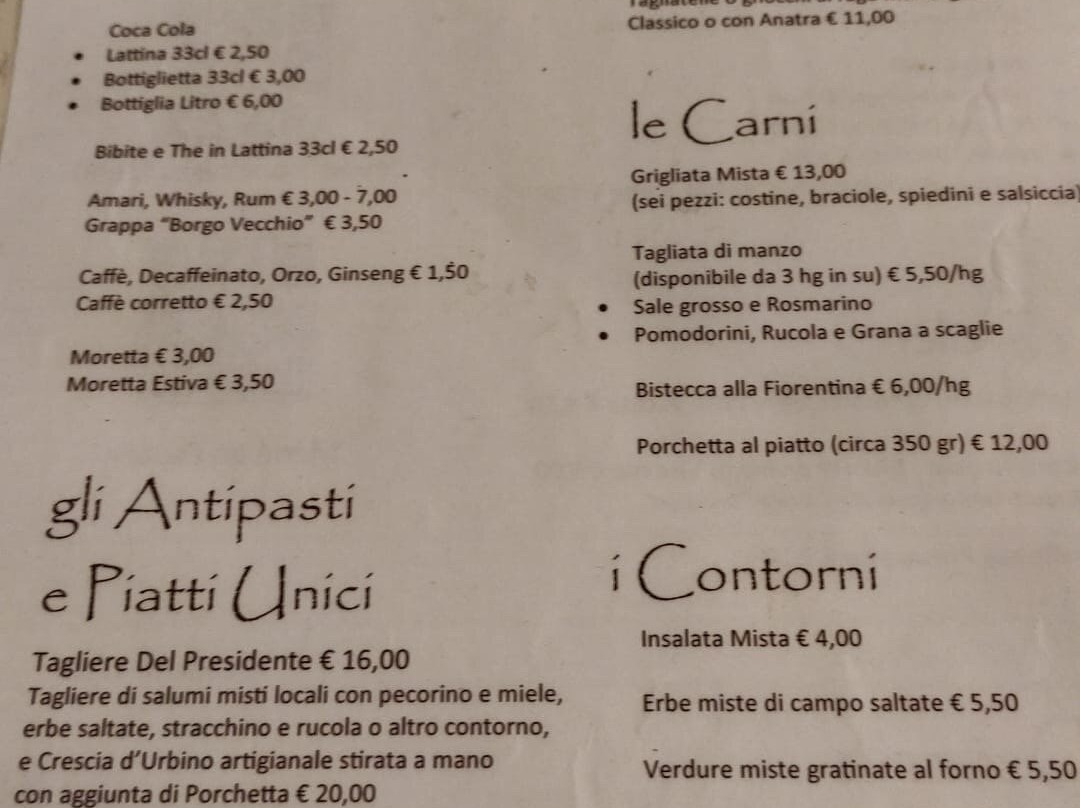 Coca Cola
• Lattina 33cl € 2,50
• Bottiglietta 33cl € 3,00
• Bottiglia Litro € 6,00
Bibite e The in Lattina 33cl € 2,50
Amari, Whisky, Rum € 3,00 - 7,00
Grappa "Borgo Vecchio" € 3,50
Caffè, Decaffeinato, Orzo, Ginseng € 1,50
Caffè corretto € 2,50
Moretta € 3,00
Moretta Estiva € 3,50
gli Antipasti
e Piatti Unici
Tagliere Del Presidente € 16,00
Tagliere di salumi misti locali con pecorino e miele,
erbe saltate, stracchino e rucola o altro contorno,
e Crescia d'Urbino artigianale stirata a mano
con aggiunta di Porchetta € 20,00
Classico o con Anatra € 11,00
le Carni
Grigliata Mista € 13,00
(sei pezzi: costine, braciole, spiedini e salsiccia)
Tagliata di manzo
(disponibile da 3 hg in su) € 5,50/hg
• Sale grosso e Rosmarino
• Pomodorini, Rucola e Grana a scaglie
Bistecca alla Fiorentina € 6,00/hg
Porchetta al piatto (circa 350 gr) € 12,00
i Contorni
Insalata Mista € 4,00
Erbe miste di campo saltate € 5,50
Verdure miste gratinate al forno € 5,50